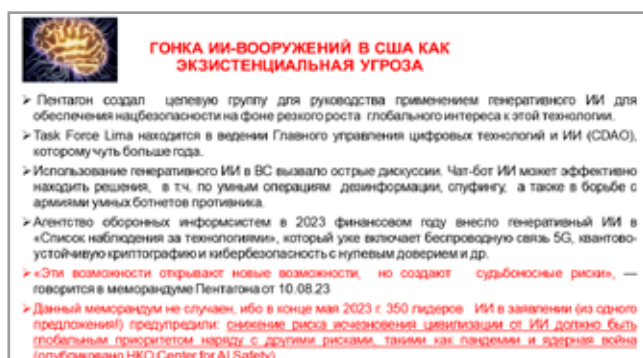 ГОНКА ИИ-ВООРУЖЕНИЙ В США КАК
ЭКЗИСТЕНЦИАЛЬНАЯ УГРОЗА
➢ Пентагон создал целевую группу для руководства применением генеративного ИИ для
обеспечения нацбезопасности на фоне резкого роста глобального интереса к этой технологии.
➢ Task Force Lima находится в ведении Главного управления цифровых технологий и ИИ (CDAO),
которому чуть больше года.
➢ Использование генеративного ИИ в ВС вызвало острые дискуссии. Чат-бот ИИ может эффективно
находить решения, в т.ч. по умным операциям дезинформации, спуфингу, а также в борьбе с
армиями умных ботнетов противника.
➢ Агентство оборонных информсистем в 2023 финансовом году внесло генеративный ИИ в
«Список наблюдения за технологиями», который уже включает беспроводную связь 5G, квантово-
устойчивую криптографию и кибербезопасность с нулевым доверием и др.
➢ «Эти возможности открывают новые возможности, но создают судьбоносные риски», —
говорится в меморандуме Пентагона от 10.08.23
➢ Данный меморандум не случаен, ибо в конце мая 2023 г. 350 лидеров ИИ в заявлении (из одного
предложения!) предупредили: снижение риска исчезновения цивилизации от ИИ должно быть
глобальным приоритетом наряду с другими рисками, такими как пандемии и ядерная война
(опубликовано НКО Center for AI Safety)